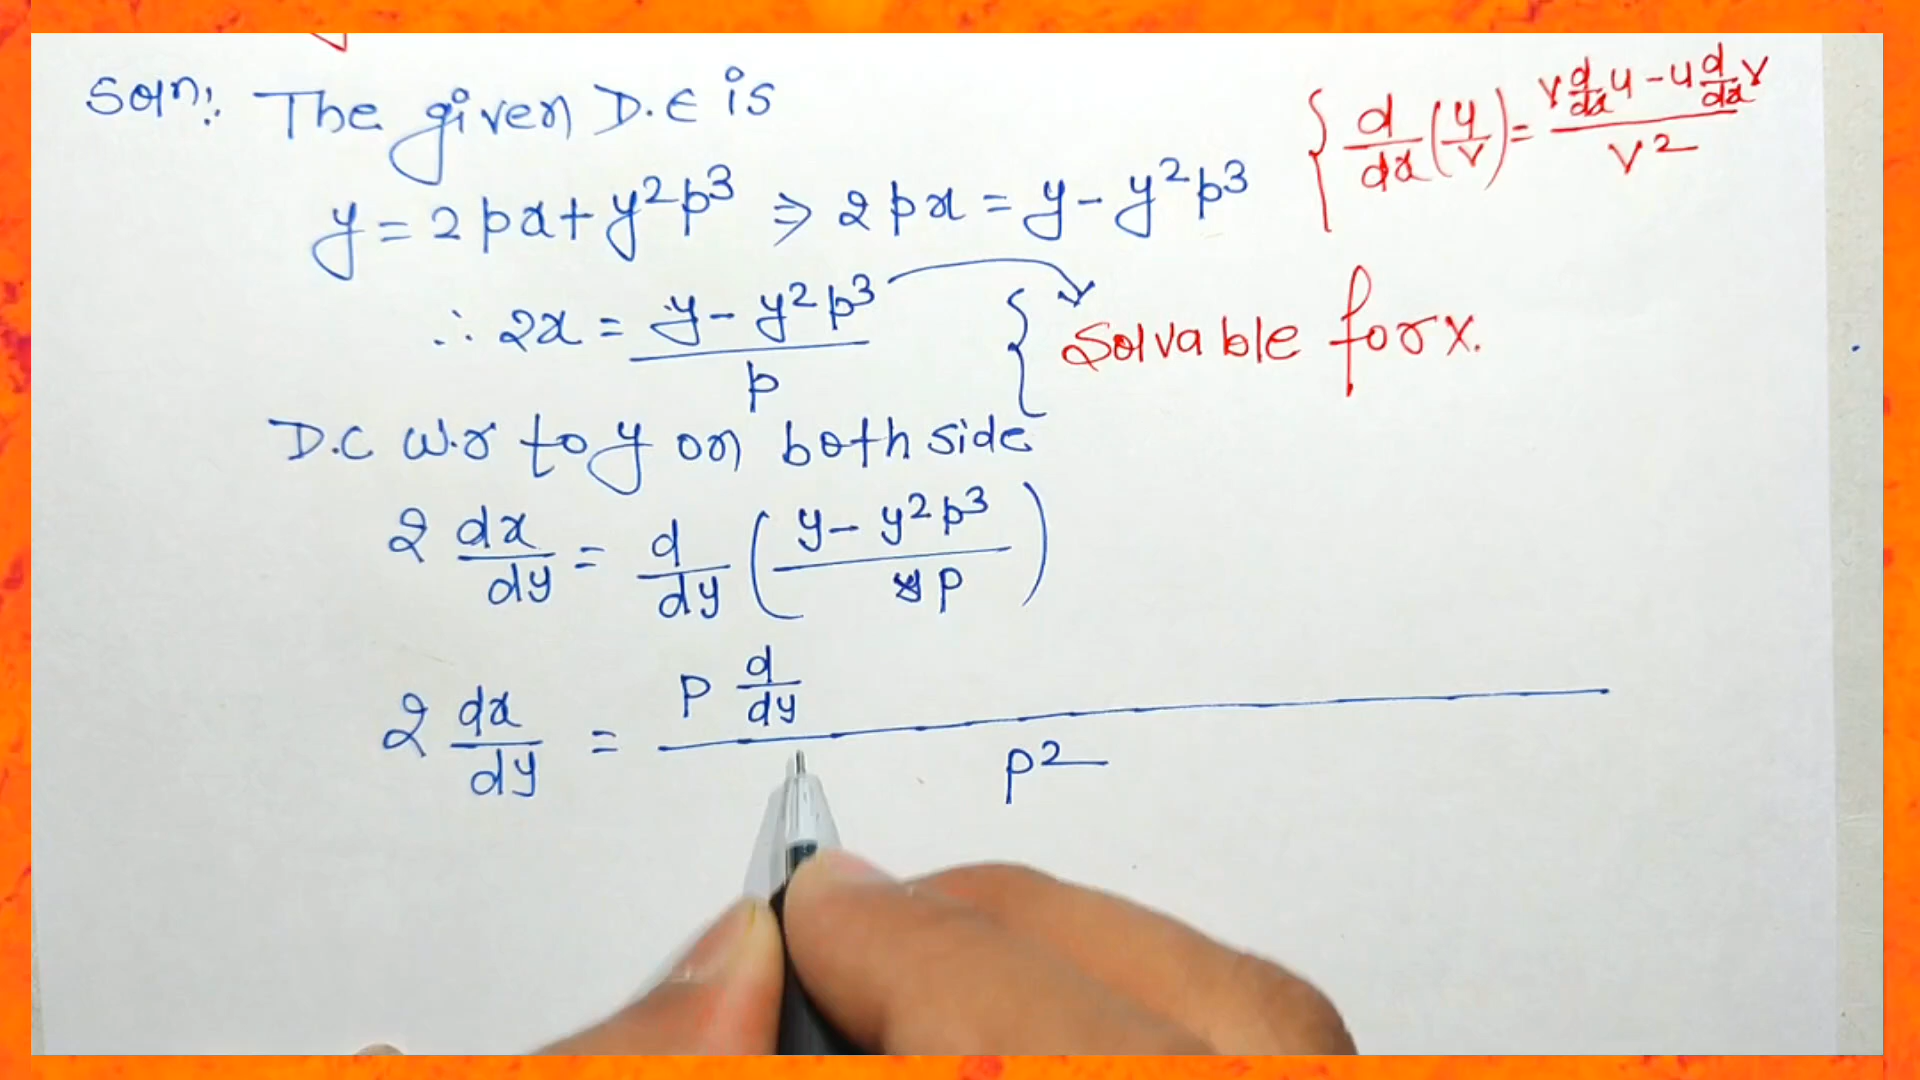 Soln:. The given D.E is
y = 2px + y²p³ ⇒ 2px = y - y²p³
{ d/dx (u/v) = (v d/dx u - u d/dx v)/v²
∴ 2x = (y - y²p³)/p } { Solvable for x.
D.C w.r to y on both side
2 dx/dy = d/dy ((y - y²p³)/p)
2 dx/dy = (p d/dy)/p²